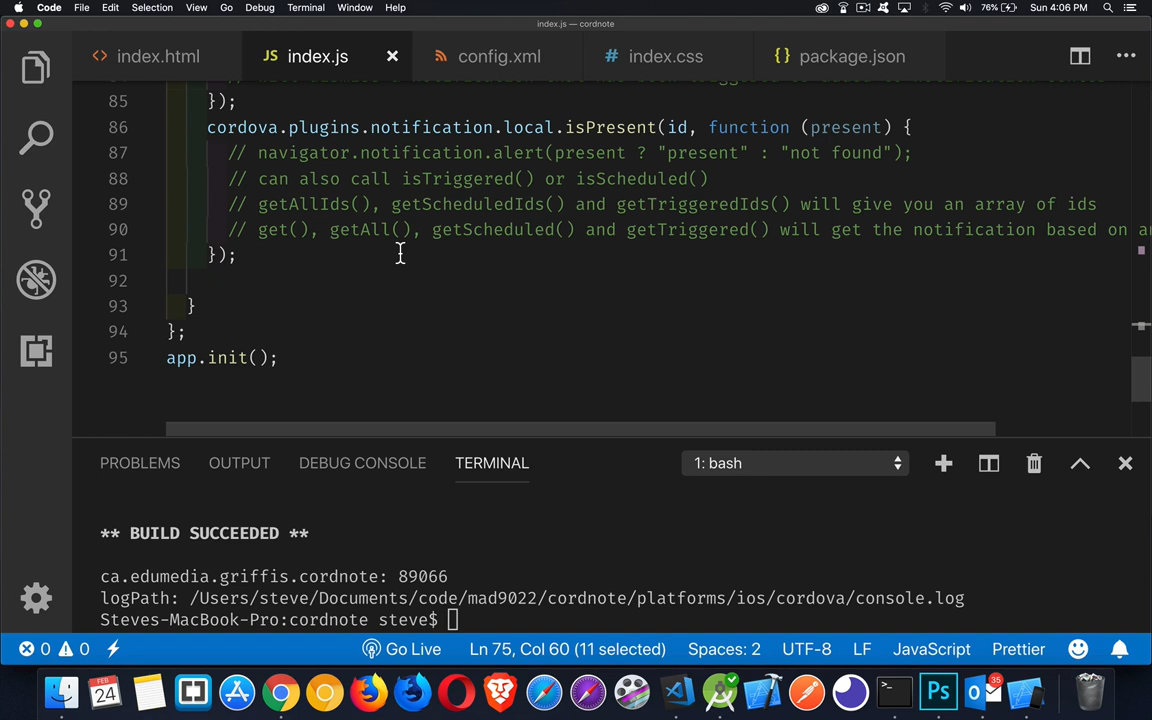 Code File Edit Selection View Go Debug Terminal Window Help 76% Sun 4:06 PM
index.js — cordnote
<> index.html JS index.js × config.xml # index.css {} package.json
85 });
86 cordova.plugins.notification.local.isPresent(id, function (present) {
87 // navigator.notification.alert(present ? "present" : "not found");
88 // can also call isTriggered() or isScheduled()
89 // getAllIds(), getScheduledIds() and getTriggeredIds() will give you an array of ids
90 // get(), getAll(), getScheduled() and getTriggered() will get the notification based on
91 });
92
93 }
94 };
95 app.init();
PROBLEMS OUTPUT DEBUG CONSOLE TERMINAL 1: bash
** BUILD SUCCEEDED **
ca.edumedia.griffis.cordnote: 89066
logPath: /Users/steve/Documents/code/mad9022/cordnote/platforms/ios/cordova/console.log
Steves-MacBook-Pro:cordnote steve$
0 0 Go Live Ln 75, Col 60 (11 selected) Spaces: 2 UTF-8 LF JavaScript Prettier
FEB
24
Ps
35